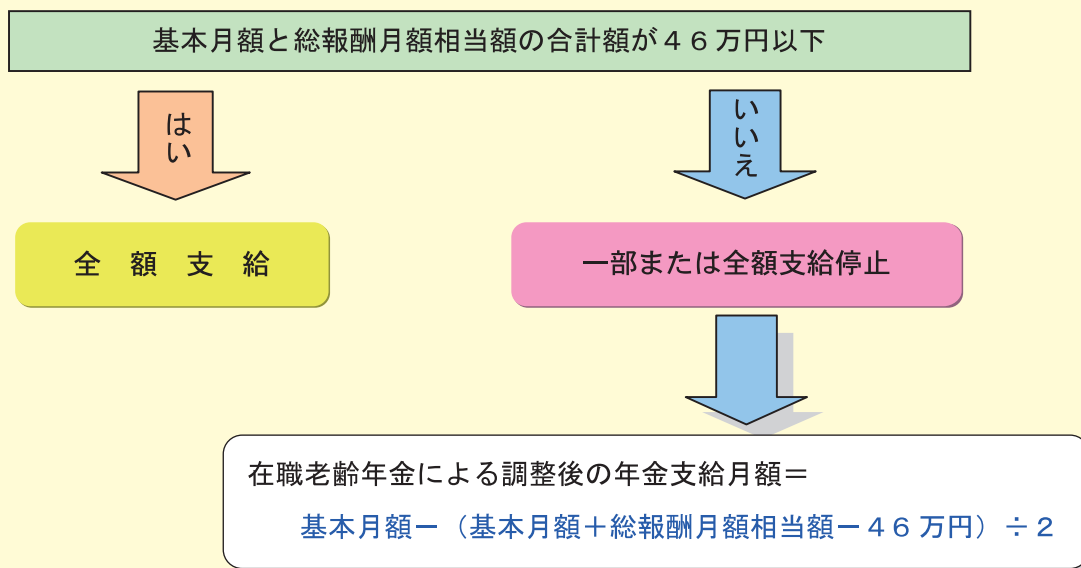 基本月額と総報酬月額相当額の合計額が４６万円以下
はい
いいえ
全　額　支　給
一部または全額支給停止
在職老齢年金による調整後の年金支給月額＝
基本月額－（基本月額＋総報酬月額相当額－４６万円）÷２